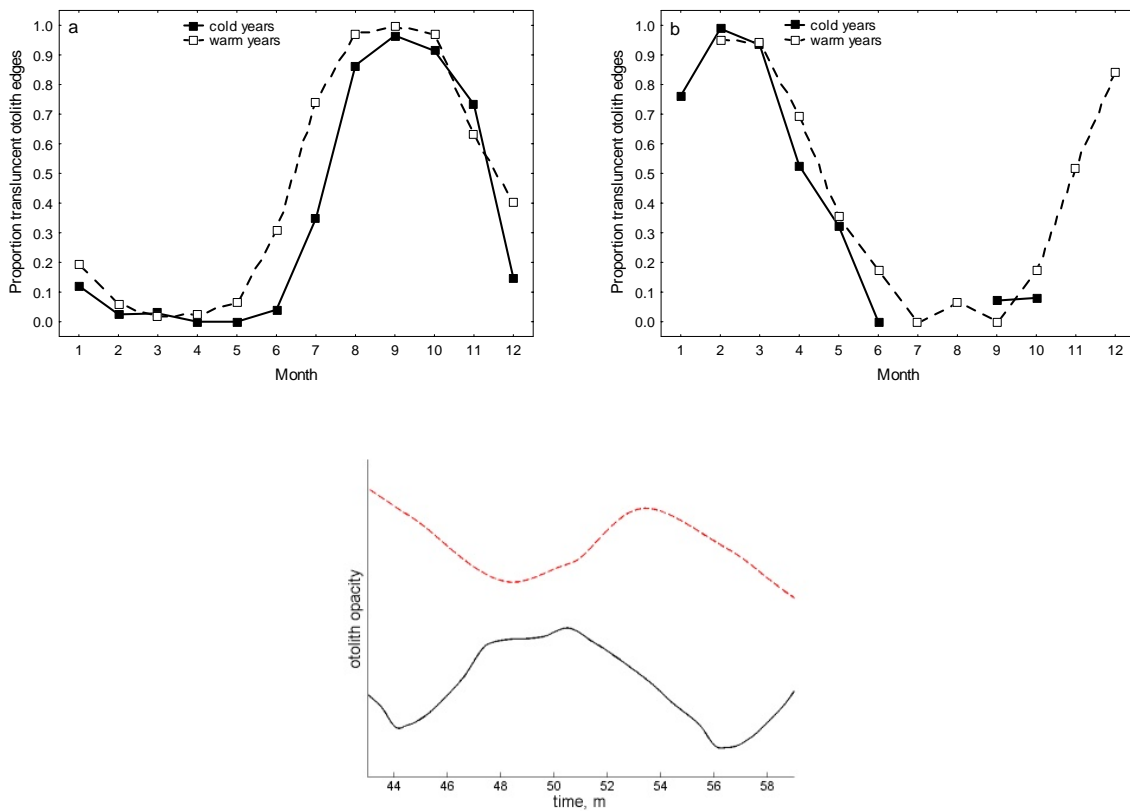 a
cold years
warm years
1.0
0.9
0.8
0.7
0.6
0.5
0.4
0.3
0.2
0.1
0.0
Proportion transluncent otolith edges
1 2 3 4 5 6 7 8 9 10 11 12
Month
b
cold years
warm years
1.0
0.9
0.8
0.7
0.6
0.5
0.4
0.3
0.2
0.1
0.0
Proportion transluncent otolith edges
1 2 3 4 5 6 7 8 9 10 11 12
Month
otolith opacity
44 46 48 50 52 54 56 58
time, m